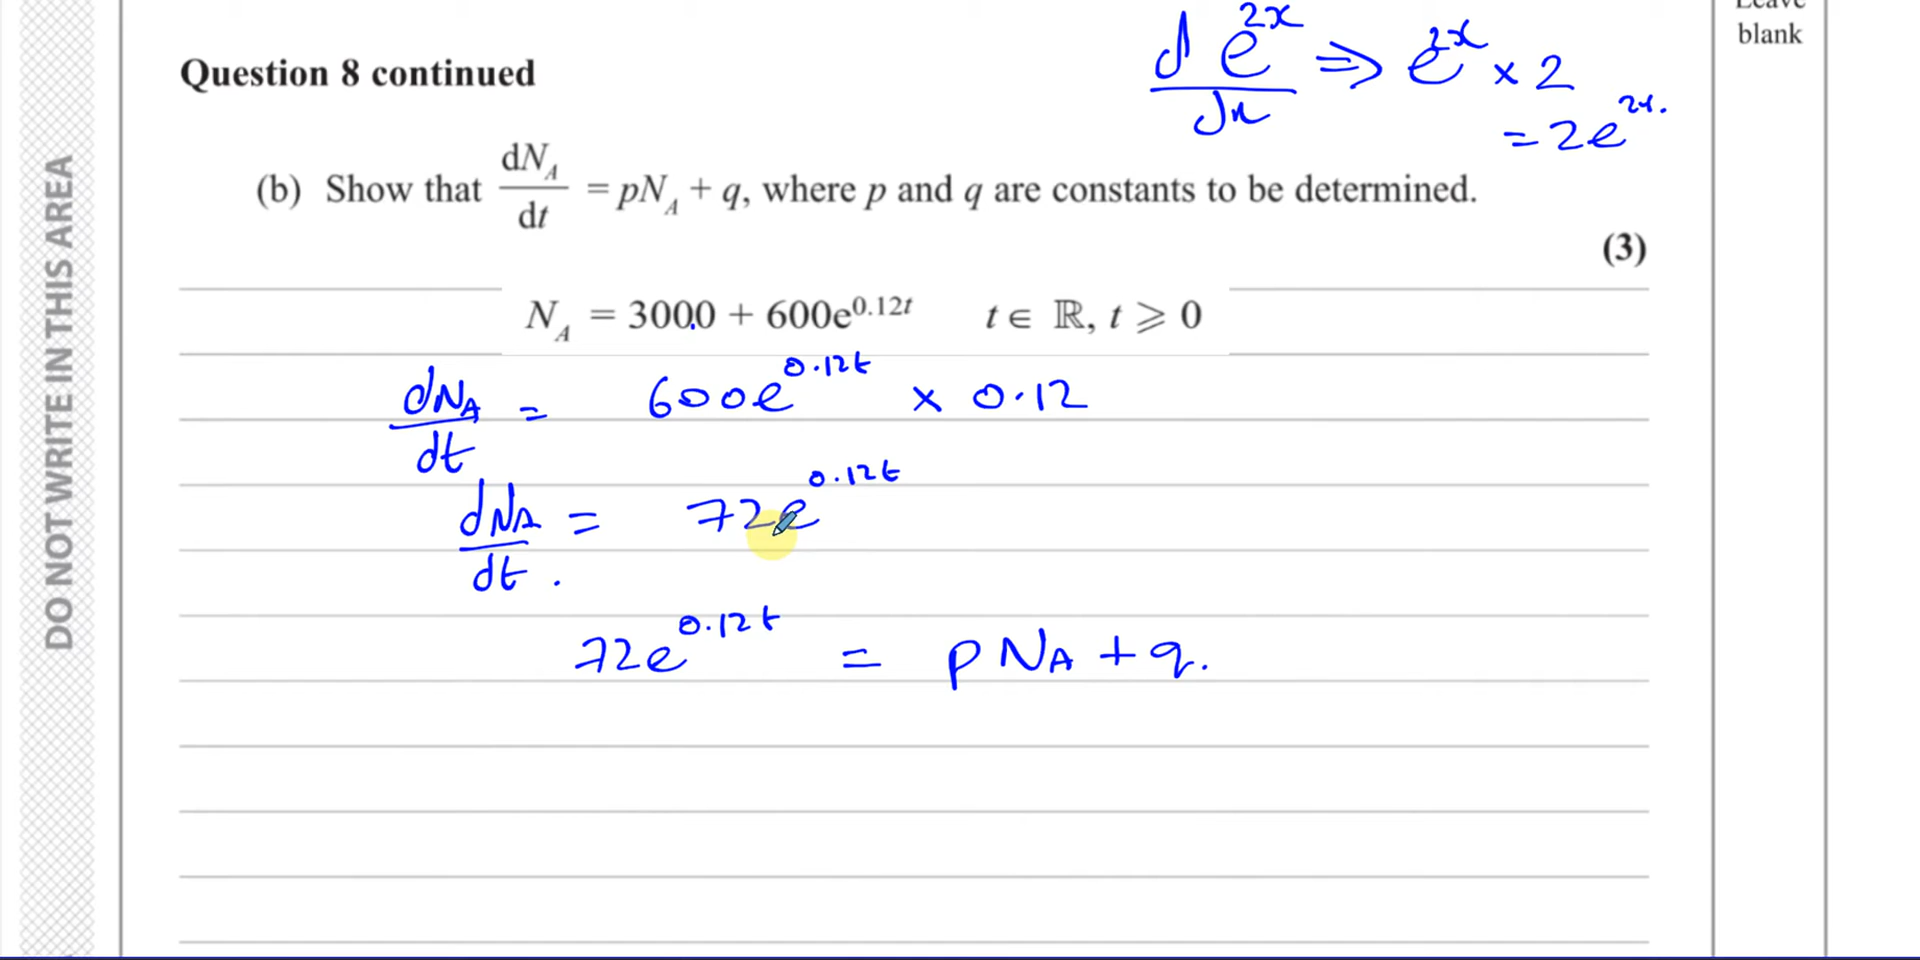 Leave
blank
d e^{2x} / dx ⇒ e^{2x} × 2
= 2e^{2x}.
Question 8 continued
(b) Show that dN_A/dt = pN_A + q, where p and q are constants to be determined.
(3)
N_A = 3000 + 600e^{0.12t}    t ∈ ℝ, t ⩾ 0
dN_A/dt = 600e^{0.12t} × 0.12
dN_A/dt. = 72e^{0.12t}
72e^{0.12t} = pN_A + q.
DO NOT WRITE IN THIS AREA